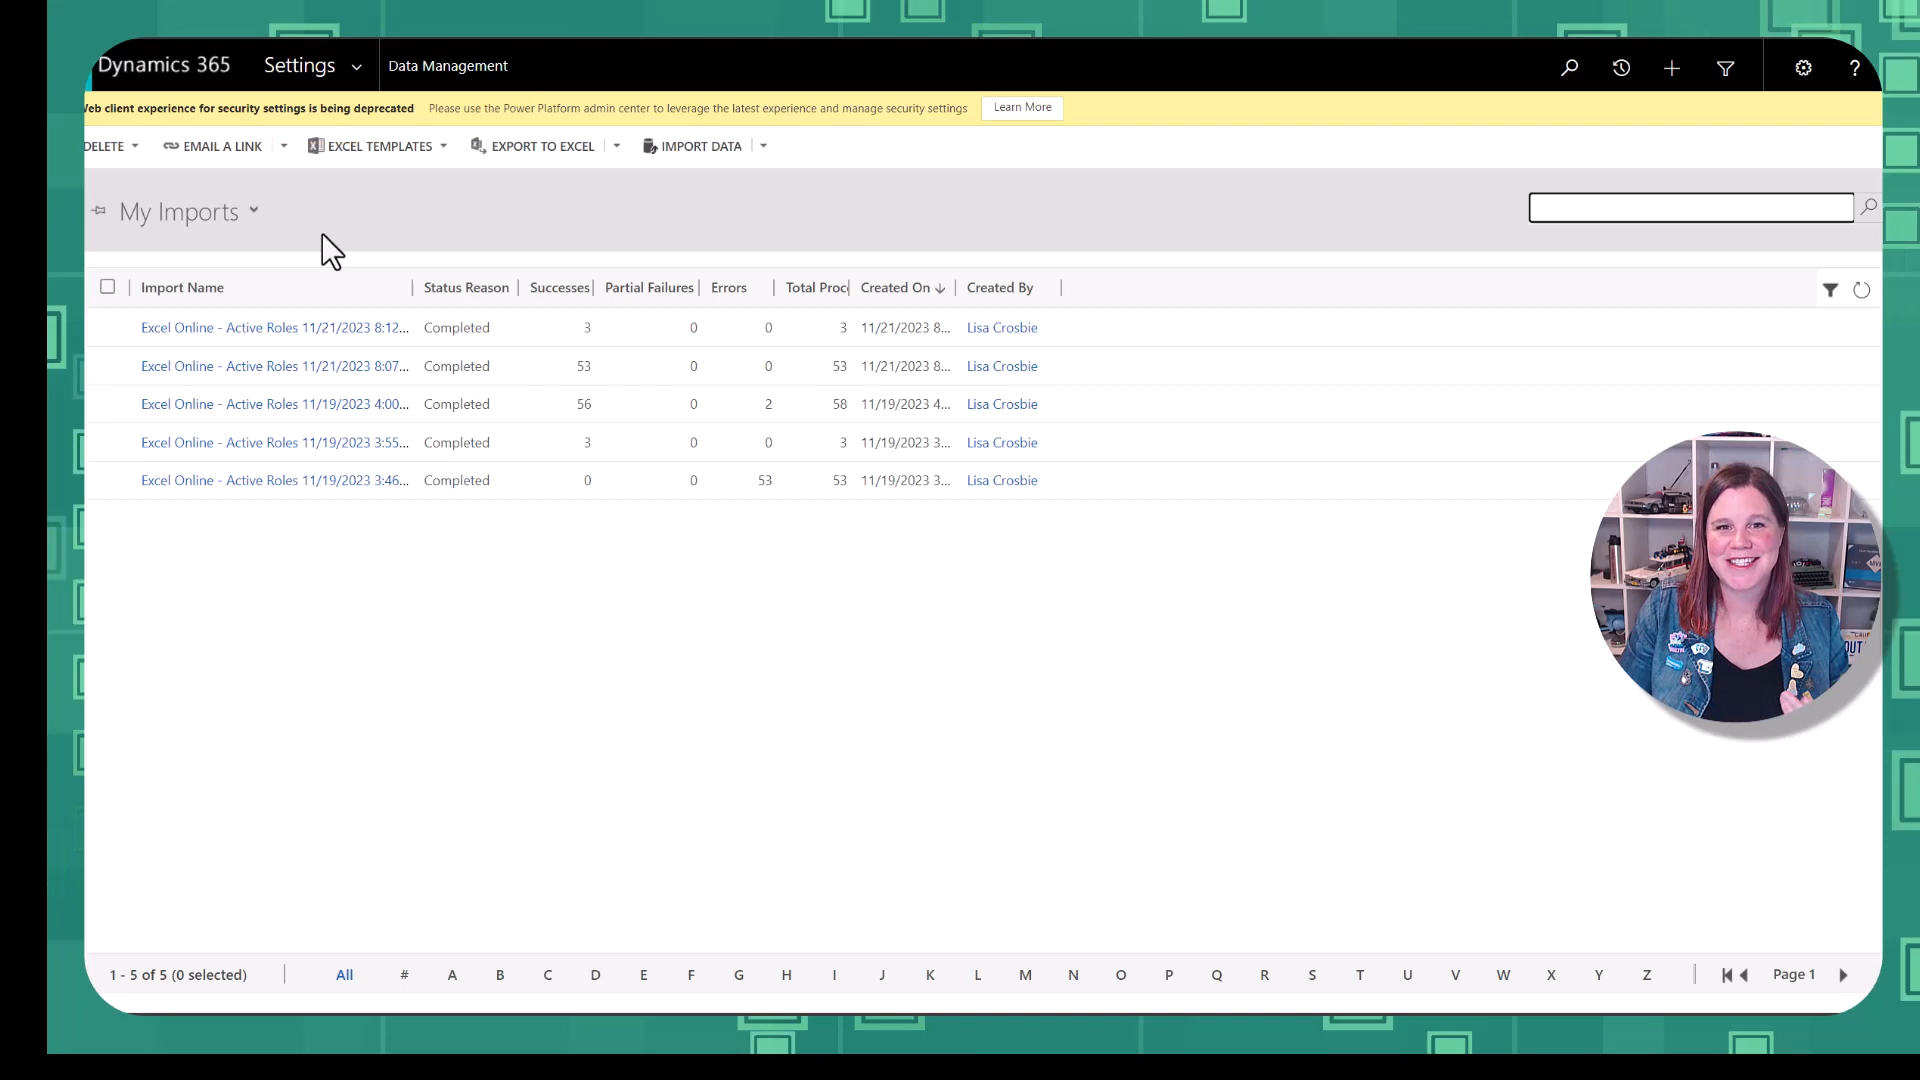 Dynamics 365 Settings Data Management
Web client experience for security settings is being deprecated Please use the Power Platform admin center to leverage the latest experience and manage security settings Learn More
DELETE EMAIL A LINK EXCEL TEMPLATES EXPORT TO EXCEL IMPORT DATA
My Imports
Import Name Status Reason Successes Partial Failures Errors Total Proc Created On Created By
Excel Online - Active Roles 11/21/2023 8:12... Completed 3 0 0 3 11/21/2023 8... Lisa Crosbie
Excel Online - Active Roles 11/21/2023 8:07... Completed 53 0 0 53 11/21/2023 8... Lisa Crosbie
Excel Online - Active Roles 11/19/2023 4:00... Completed 56 0 2 58 11/19/2023 4... Lisa Crosbie
Excel Online - Active Roles 11/19/2023 3:55... Completed 3 0 0 3 11/19/2023 3... Lisa Crosbie
Excel Online - Active Roles 11/19/2023 3:46... Completed 0 0 53 53 11/19/2023 3... Lisa Crosbie
1 - 5 of 5 (0 selected) All # A B C D E F G H I J K L M N O P Q R S T U V W X Y Z Page 1